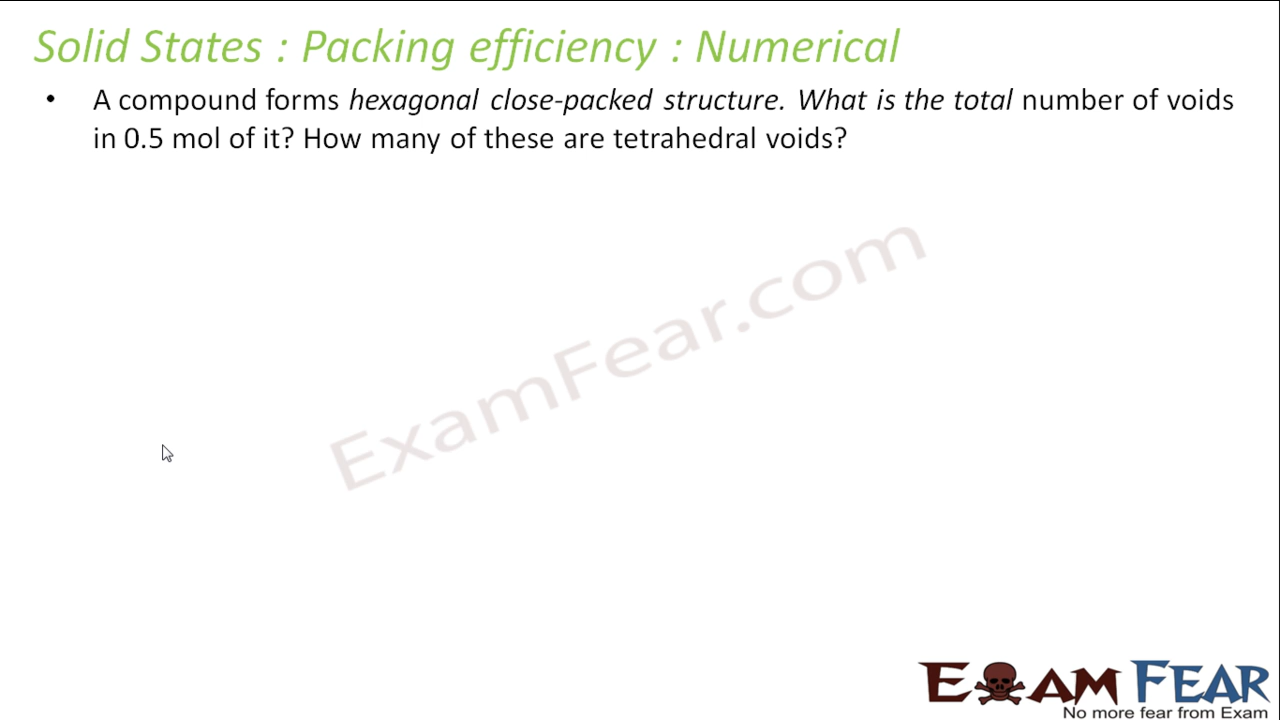 Solid States : Packing efficiency : Numerical
• A compound forms hexagonal close-packed structure. What is the total number of voids
in 0.5 mol of it? How many of these are tetrahedral voids?
ExamFear.com
EXAM FEAR
No more fear from Exam